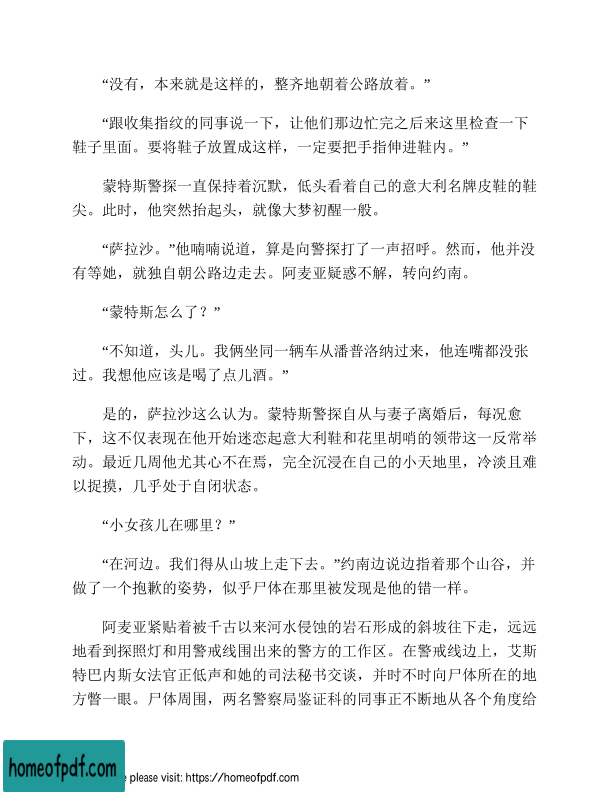 “没有，本来就是这样的，整齐地朝着公路放着。”
“跟收集指纹的同事说一下，让他们那边忙完之后来这里检查一下
鞋子里面。要将鞋子放置成这样，一定要把手指伸进鞋内。”
蒙特斯警探一直保持着沉默，低头看着自己的意大利名牌皮鞋的鞋
尖。此时，他突然抬起头，就像大梦初醒一般。
“萨拉沙。”他喃喃说道，算是向警探打了一声招呼。然而，他并没
有等她，就独自朝公路边走去。阿麦亚疑惑不解，转向约南。
“蒙特斯怎么了？”
“不知道，头儿。我俩坐同一辆车从潘普洛纳过来，他连嘴都没张
过。我想他应该是喝了点儿酒。”
是的，萨拉沙这么认为。蒙特斯警探自从与妻子离婚后，每况愈
下，这不仅表现在他开始迷恋起意大利鞋和花里胡哨的领带这一反常举
动。最近几周他尤其心不在焉，完全沉浸在自己的小天地里，冷淡且难
以捉摸，几乎处于自闭状态。
“小女孩儿在哪里？”
“在河边。我们得从山坡上走下去。”约南边说边指着那个山谷，并
做了一个抱歉的姿势，似乎尸体在那里被发现是他的错一样。
阿麦亚紧贴着被千古以来河水侵蚀的岩石形成的斜坡往下走，远远
地看到探照灯和用警戒线围出来的警方的工作区。在警戒线边上，艾斯
特巴内斯女法官正低声和她的司法秘书交谈，并时不时向尸体所在的地
方瞥一眼。尸体周围，两名警察局鉴证科的同事正不断地从各个角度给
homeofpdf.com
e please visit: https://homeofpdf.com